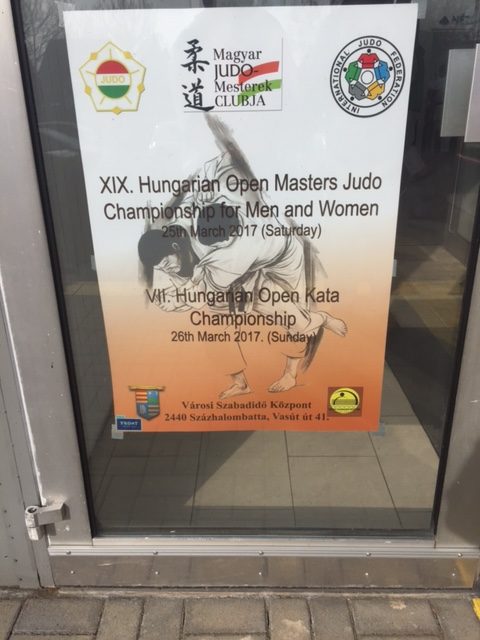 JUDO
柔道
Magyar
JUDO-
Mesterek
CLUBJA
INTERNATIONAL JUDO FEDERATION
XIX. Hungarian Open Masters Judo
Championship for Men and Women
25th March 2017 (Saturday)
VII. Hungarian Open Kata
Championship
26th March 2017. (Sunday)
Városi Szabadidő Központ
2440 Százhalombatta, Vasút út 41.